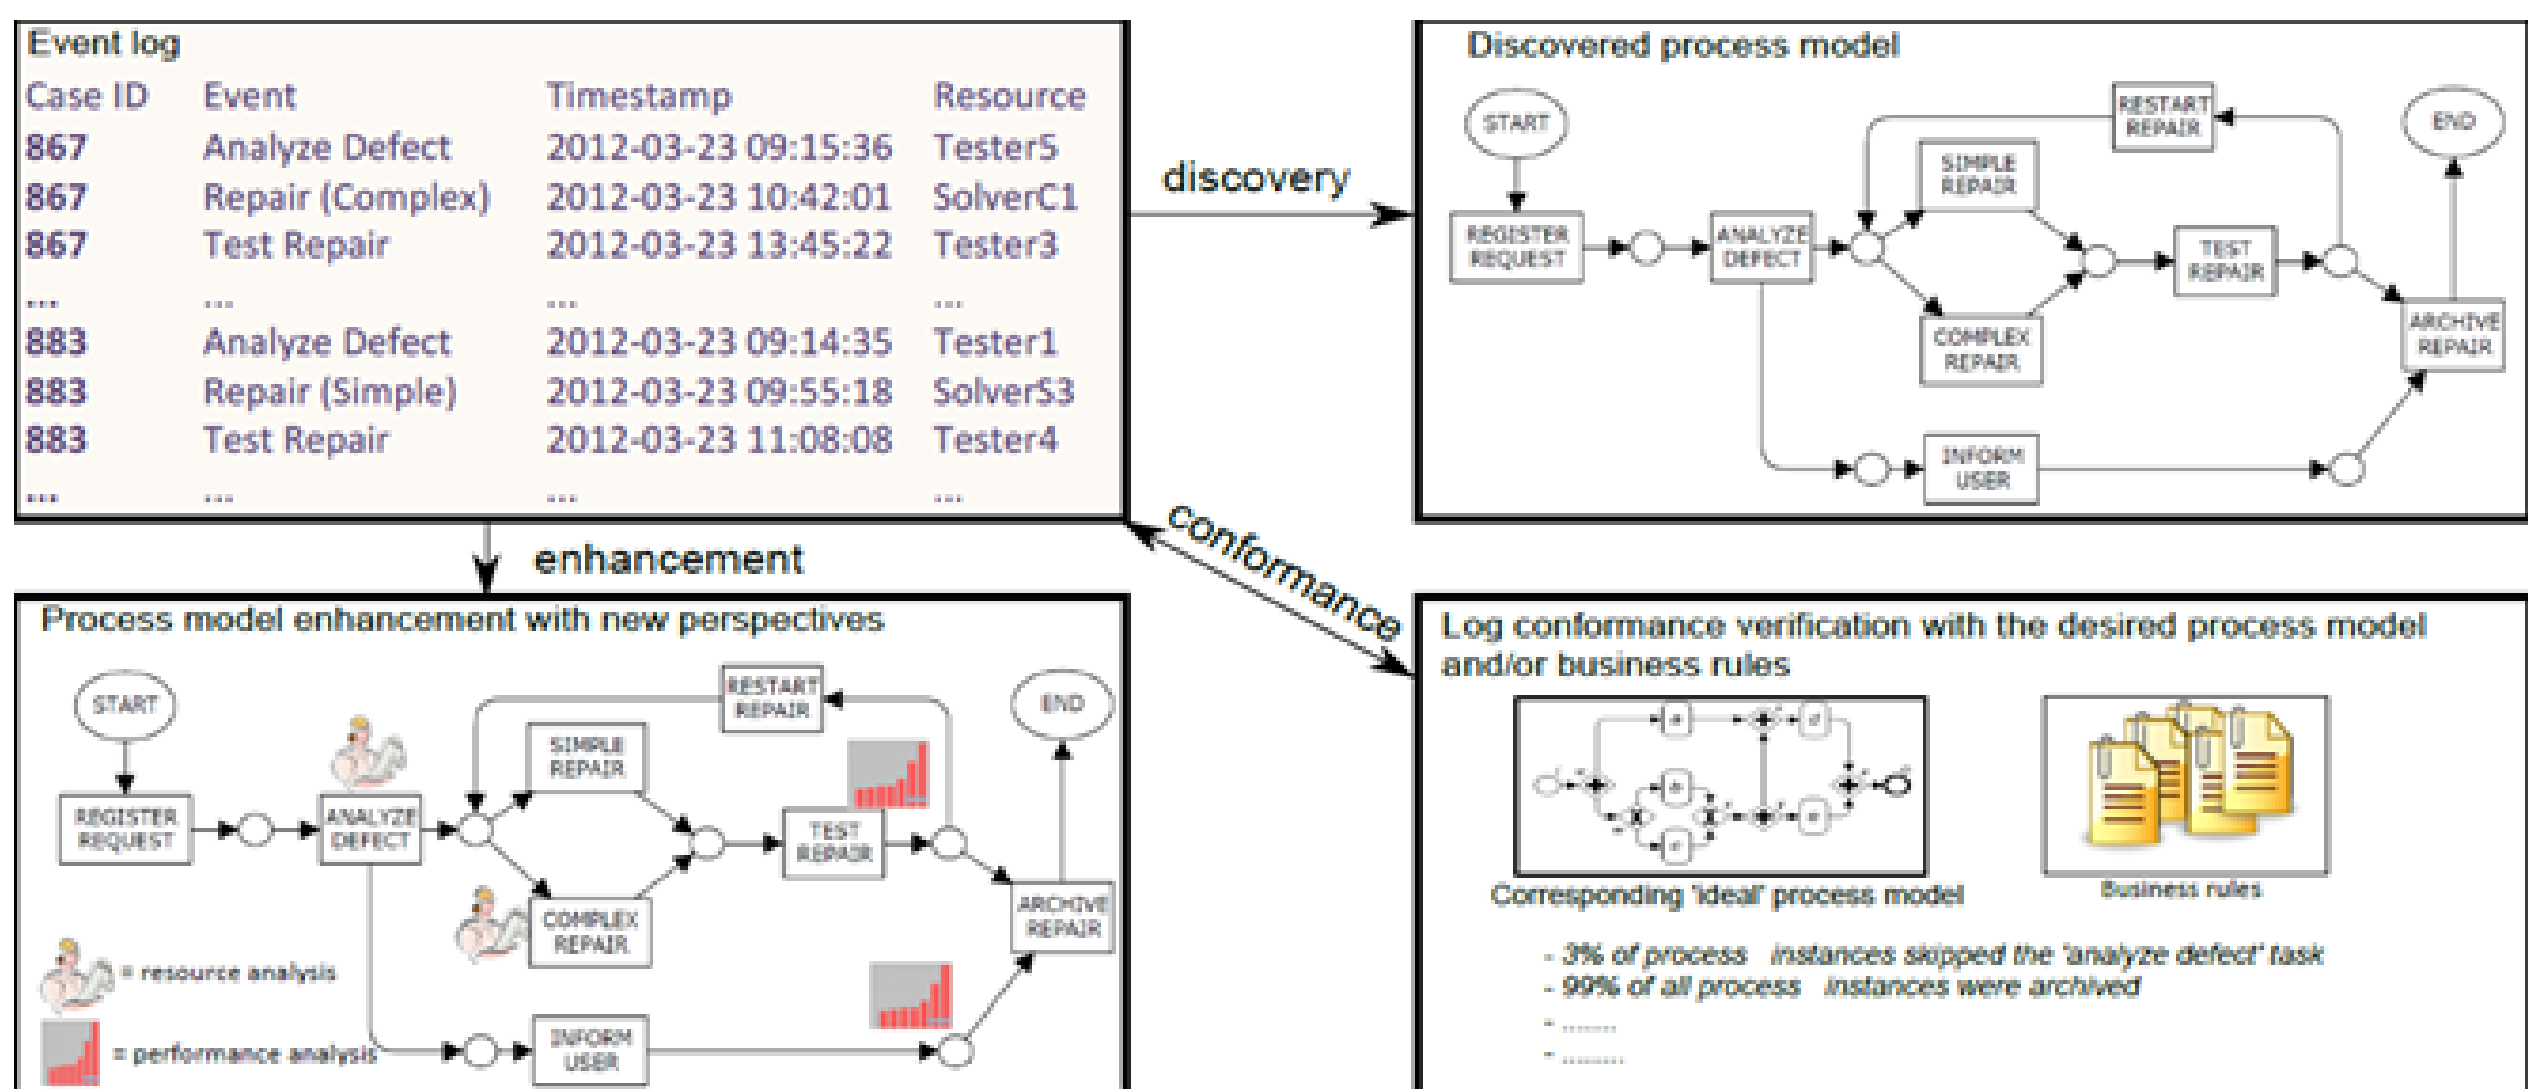 Event log
Case ID Event Timestamp Resource
867 Analyze Defect 2012-03-23 09:15:36 Tester5
867 Repair (Complex) 2012-03-23 10:42:01 SolverC1
867 Test Repair 2012-03-23 13:45:22 Tester3
... ... ... ...
883 Analyze Defect 2012-03-23 09:14:35 Tester1
883 Repair (Simple) 2012-03-23 09:55:18 SolverS3
883 Test Repair 2012-03-23 11:08:08 Tester4
... ... ... ...
discovery
Discovered process model
START
RESTART
REPAIR
END
SIMPLE
REPAIR
REGISTER
REQUEST
ANALYZE
DEFECT
TEST
REPAIR
COMPLEX
REPAIR
ARCHIVE
REPAIR
INFORM
USER
enhancement
conformance
Process model enhancement with new perspectives
START
RESTART
REPAIR
END
SIMPLE
REPAIR
REGISTER
REQUEST
ANALYZE
DEFECT
TEST
REPAIR
COMPLEX
REPAIR
ARCHIVE
REPAIR
= resource analysis
INFORM
USER
= performance analysis
Log conformance verification with the desired process model
and/or business rules
Corresponding 'ideal' process model
Business rules
- 3% of process instances skipped the 'analyze defect' task
- 99% of all process instances were archived
- .......
- .........